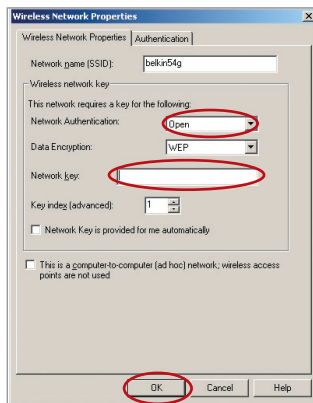 Wireless Network Properties
Wireless Network Properties Authentication
Network name (SSID): belkin54g
Wireless network key
This network requires a key for the following:
Network Authentication: Open
Data Encryption: WEP
Network key:
Key index (advanced): 1
Network Key is provided for me automatically
This is a computer-to-computer (ad hoc) network; wireless access
points are not used
OK Cancel Help